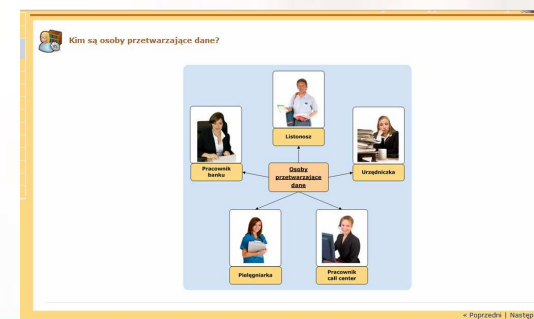 Kim są osoby przetwarzające dane?
Listonosz
Pracownik
banku
Osoby
przetwarzające
dane
Urzędniczka
Pielęgniarka
Pracownik
call center
« Poprzedni | Następ